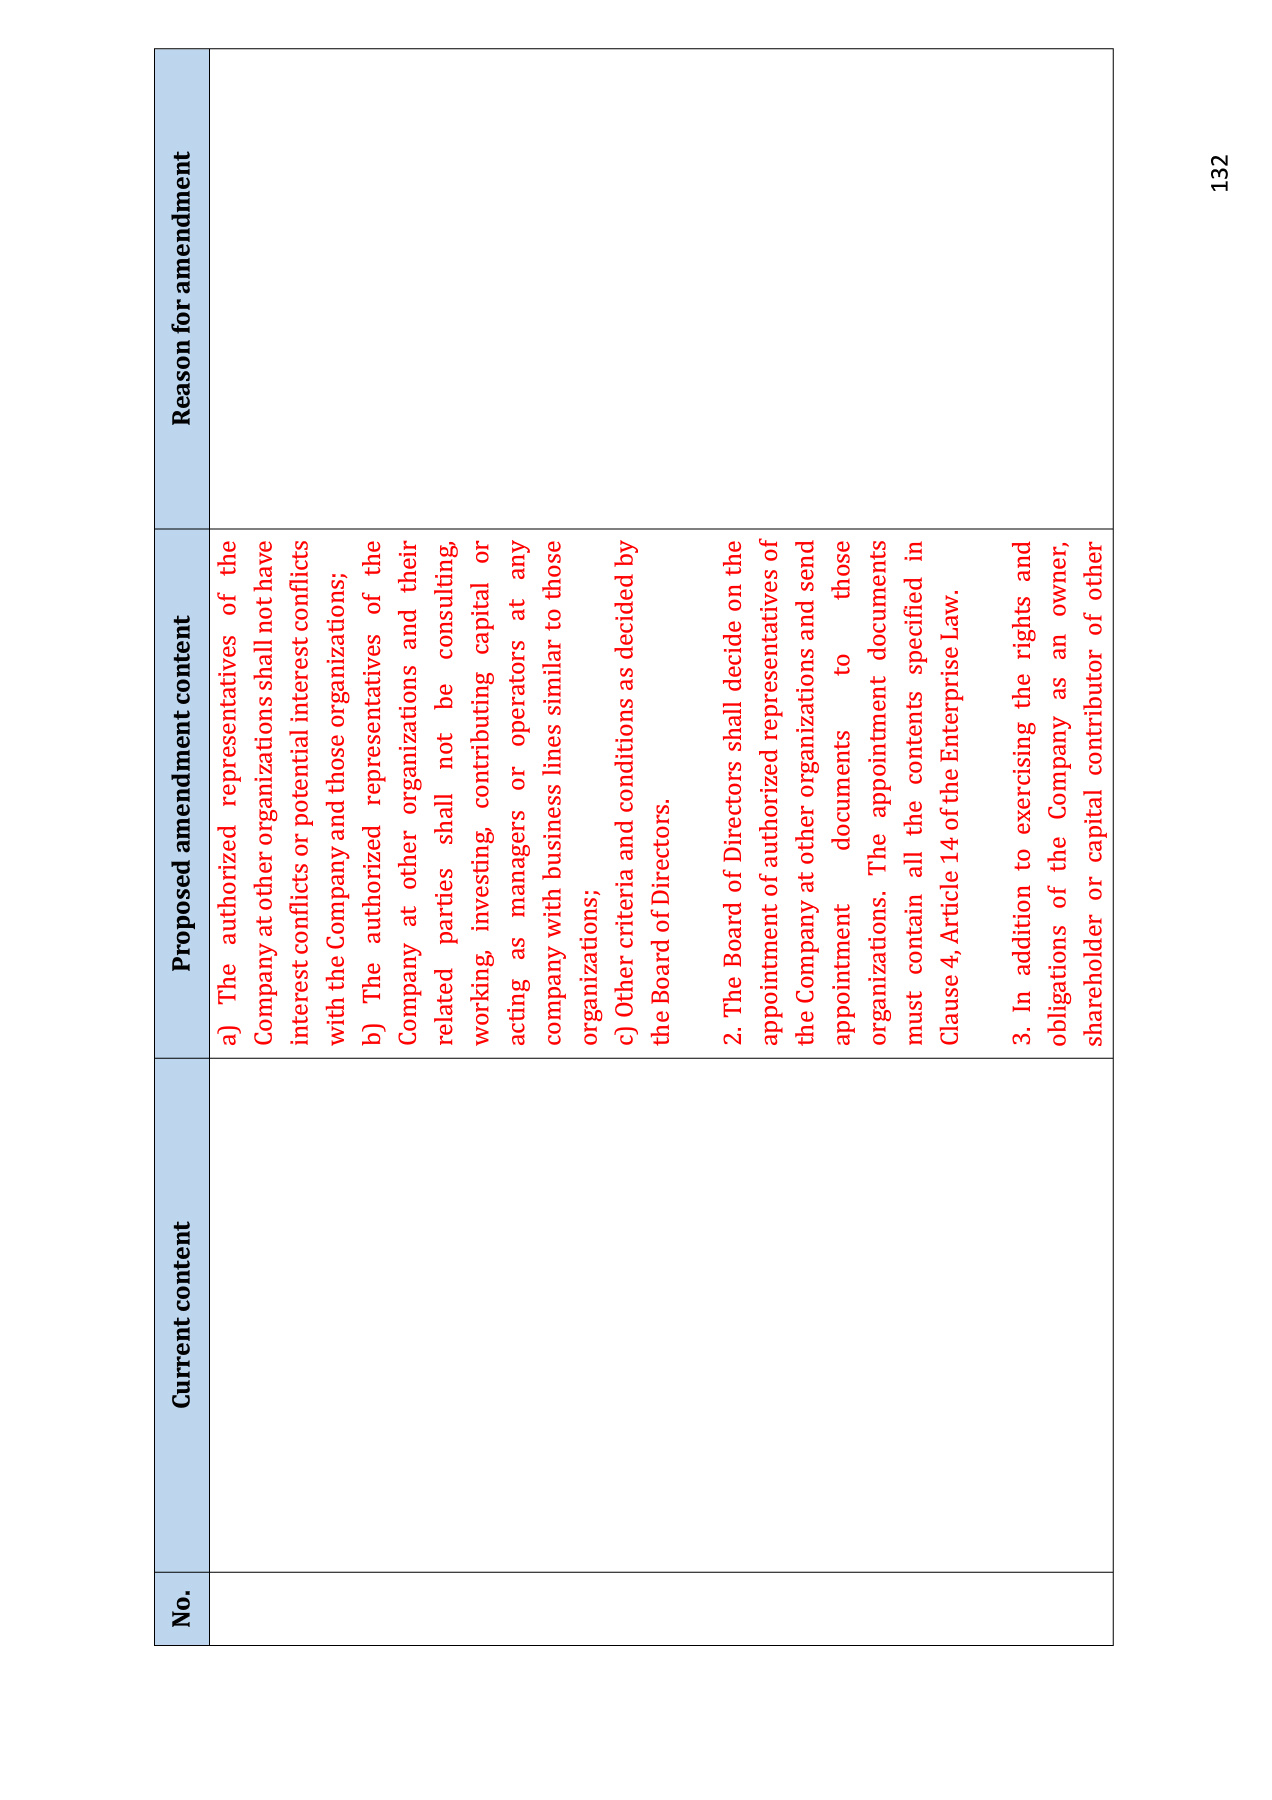 No.
Current content
Proposed amendment content
Reason for amendment
a) The authorized representatives of the
Company at other organizations shall not have
interest conflicts or potential interest conflicts
with the Company and those organizations;
b) The authorized representatives of the
Company at other organizations and their
related parties shall not be consulting,
working, investing, contributing capital or
acting as managers or operators at any
company with business lines similar to those
organizations;
c) Other criteria and conditions as decided by
the Board of Directors.
2. The Board of Directors shall decide on the
appointment of authorized representatives of
the Company at other organizations and send
appointment documents to those
organizations. The appointment documents
must contain all the contents specified in
Clause 4, Article 14 of the Enterprise Law.
3. In addition to exercising the rights and
obligations of the Company as an owner,
shareholder or capital contributor of other
132